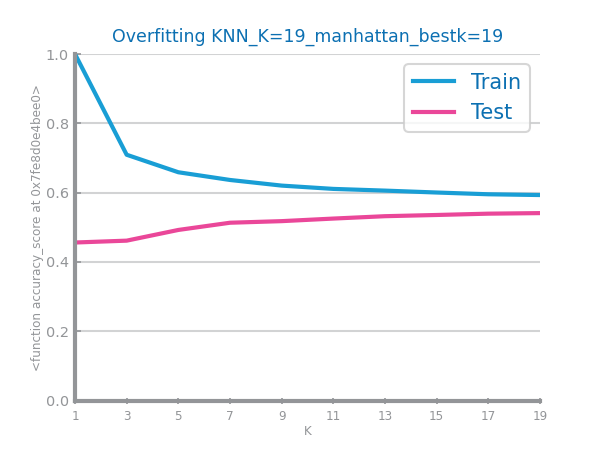 Overfitting KNN_K=19_manhattan_bestk=19
<function accuracy_score at 0x7fe8d0e4bee0>
1.0
0.8
0.6
0.4
0.2
0.0
Train
Test
1 3 5 7 9 11 13 15 17 19
K